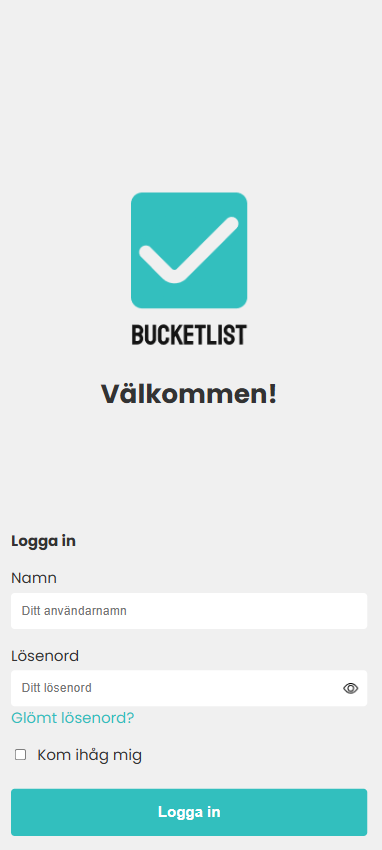 BUCKETLIST
Välkommen!
Logga in
Namn
Ditt användarnamn
Lösenord
Ditt lösenord
Glömt lösenord?
Kom ihåg mig
Logga in